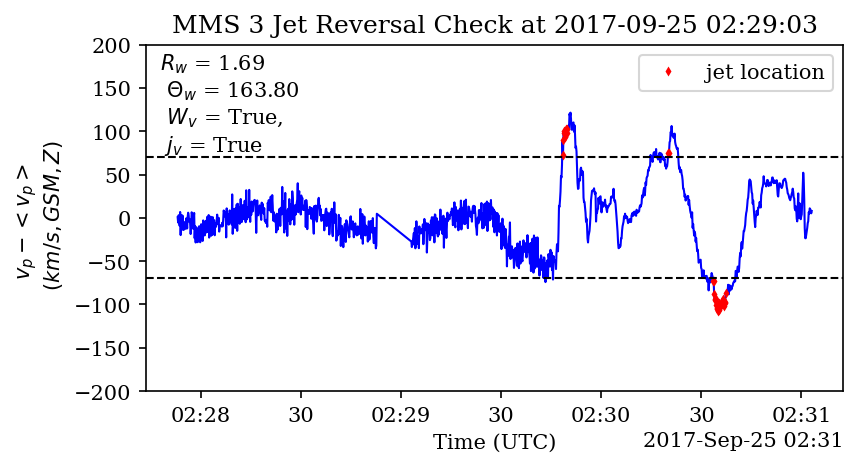 MMS 3 Jet Reversal Check at 2017-09-25 02:29:03
R_w = 1.69
Θ_w = 163.80
W_v = True,
j_v = True
jet location
v_p − < v_p >
(km/s, GSM, Z)
200
150
100
50
0
−50
−100
−150
−200
02:28 30 02:29 30 02:30 30 02:31
Time (UTC)
2017-Sep-25 02:31